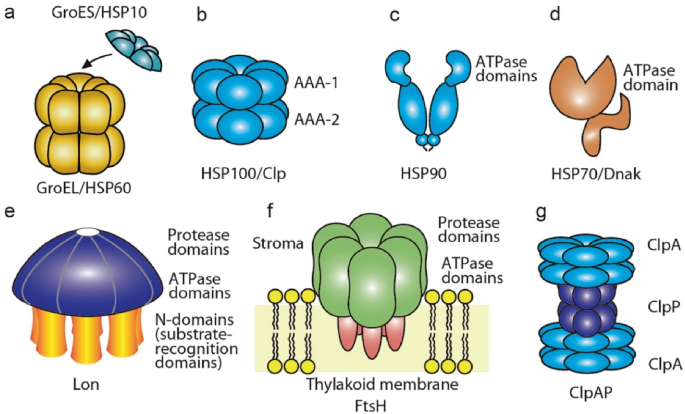 a
GroES/HSP10
GroEL/HSP60
b
AAA-1
AAA-2
HSP100/Clp
c
ATPase
domains
HSP90
d
ATPase
domain
HSP70/Dnak
e
Protease
domains
ATPase
domains
N-domains
(substrate-
recognition
domains)
Lon
f
Stroma
Protease
domains
ATPase
domains
Thylakoid membrane
FtsH
g
ClpA
ClpP
ClpA
ClpAP